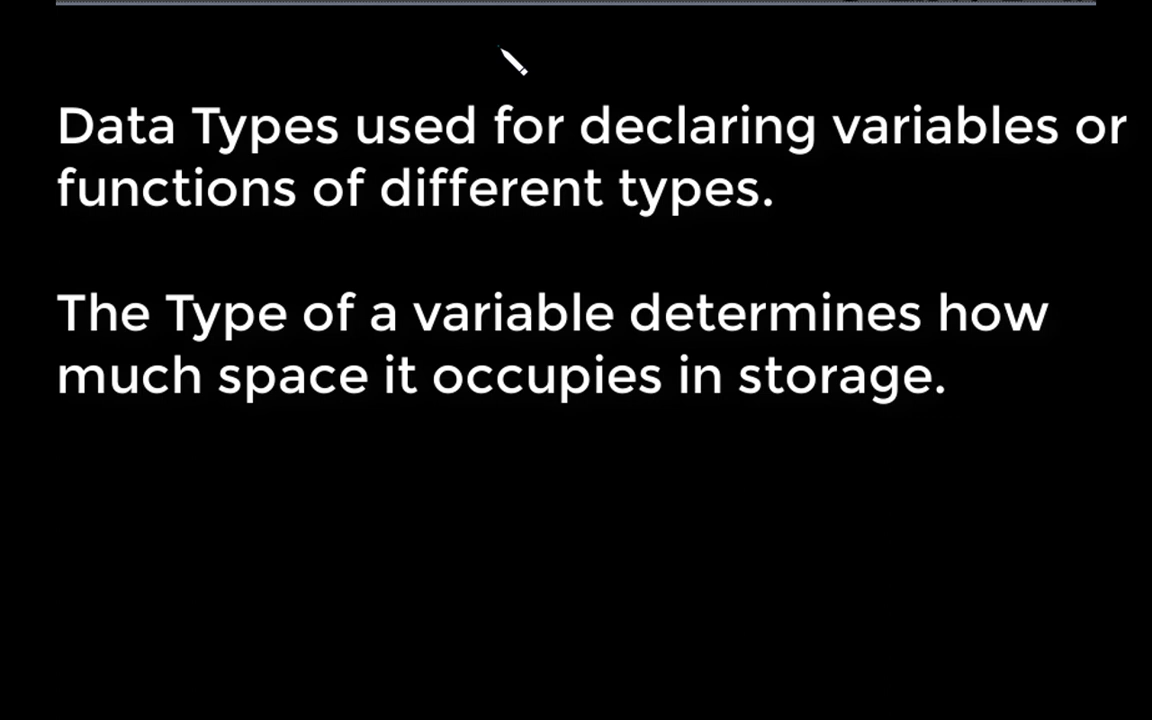 Data Types used for declaring variables or
functions of different types.
The Type of a variable determines how
much space it occupies in storage.